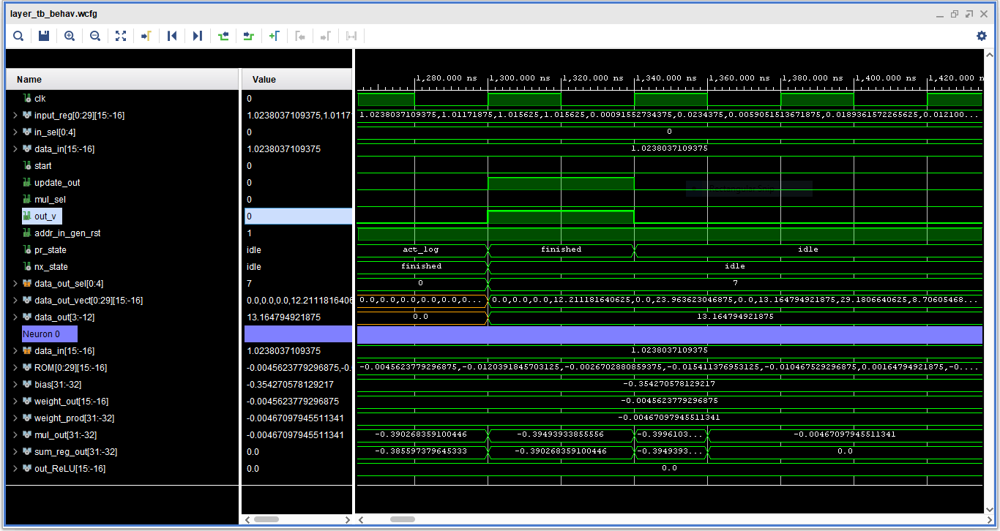 layer_tb_behav.wcfg
Name Value
1,280.000 ns 1,300.000 ns 1,320.000 ns 1,340.000 ns 1,360.000 ns 1,380.000 ns 1,400.000 ns 1,420.000 n
clk 0
input_reg[0:29][15:-16] 1.0238037109375,1.0117 1.0238037109375,1.01171875,1.015625,1.015625,0.00091552734375,0.0234375,0.0059051513671875,0.0189361572265625,0.012100...
in_sel[0:4] 0 0
data_in[15:-16] 1.0238037109375 1.0238037109375
start 0
update_out 0
mul_sel 0
out_v 0
addr_in_gen_rst 1
pr_state idle act_log finished idle
nx_state idle finished idle
data_out_sel[0:4] 7 0 7
data_out_vect[0:29][15:-16] 0.0,0.0,0.0,12.2111816406 0.0,0.0,0.0,0.0,0.0,0.0,0.... 0.0,0.0,0.0,12.211181640625,0.0,23.963623046875,0.0,13.164794921875,29.1806640625,8.70605468...
data_out[3:-12] 13.164794921875 0.0 13.164794921875
Neuron 0
data_in[15:-16] 1.0238037109375 1.0238037109375
ROM[0:29][15:-16] -0.0045623779296875,-0. -0.0045623779296875,-0.0120391845703125,-0.0026702880859375,-0.015411376953125,-0.010467529296875,0.00164794921875,-0....
bias[31:-32] -0.354270578129217 -0.354270578129217
weight_out[15:-16] -0.0045623779296875 -0.0045623779296875
weight_prod[31:-32] -0.00467097945511341 -0.00467097945511341
mul_out[31:-32] -0.00467097945511341 -0.390268359100446 -0.39493933855556 -0.3996103... -0.00467097945511341
sum_reg_out[31:-32] 0.0 -0.385597379645333 -0.390268359100446 -0.3949393... 0.0
out_ReLU[15:-16] 0.0 0.0